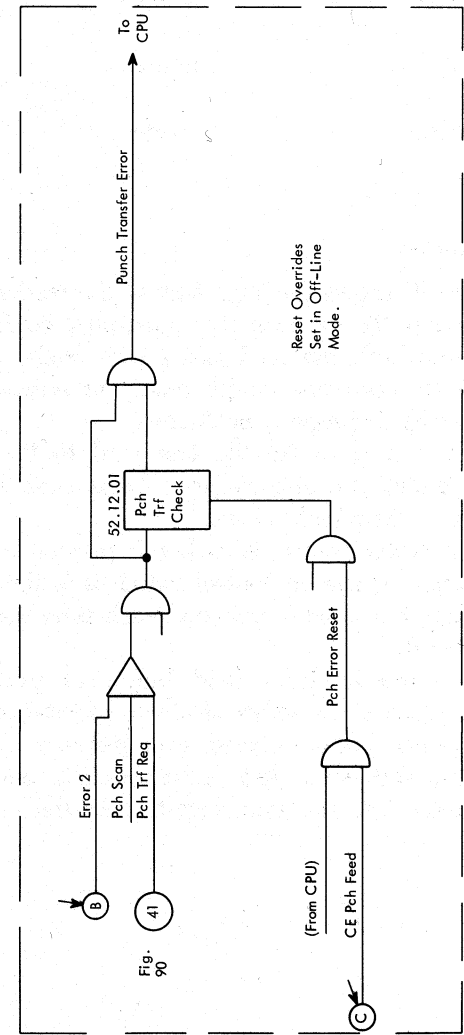 To
CPU
Punch Transfer Error
Reset Overrides
Set in Off-Line
Mode.
52.12.01
Pch
Trf
Check
Error 2
Pch Scan
Pch Trf Req
B
41
Fig.
90
Pch Error Reset
(From CPU)
CE Pch Feed
C